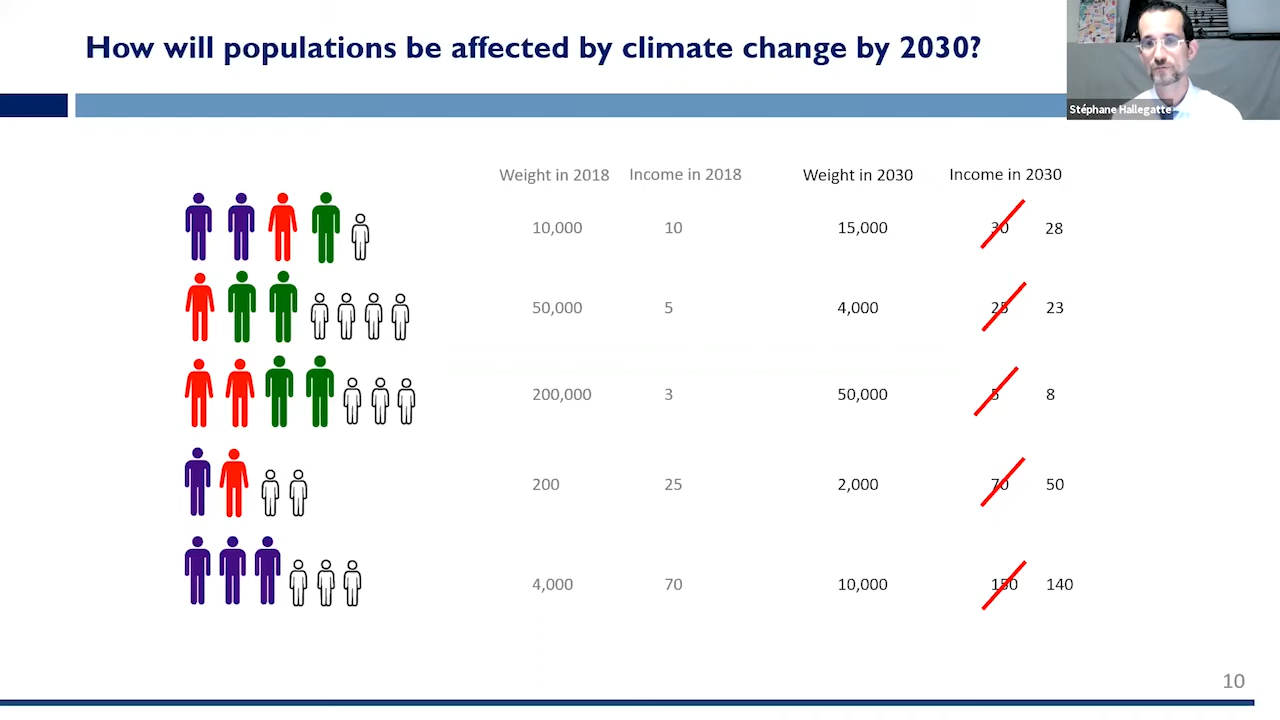 How will populations be affected by climate change by 2030?
Stéphane Hallegatte
Weight in 2018 Income in 2018 Weight in 2030 Income in 2030
10,000 10 15,000 30 28
50,000 5 4,000 25 23
200,000 3 50,000 5 8
200 25 2,000 70 50
4,000 70 10,000 150 140
10